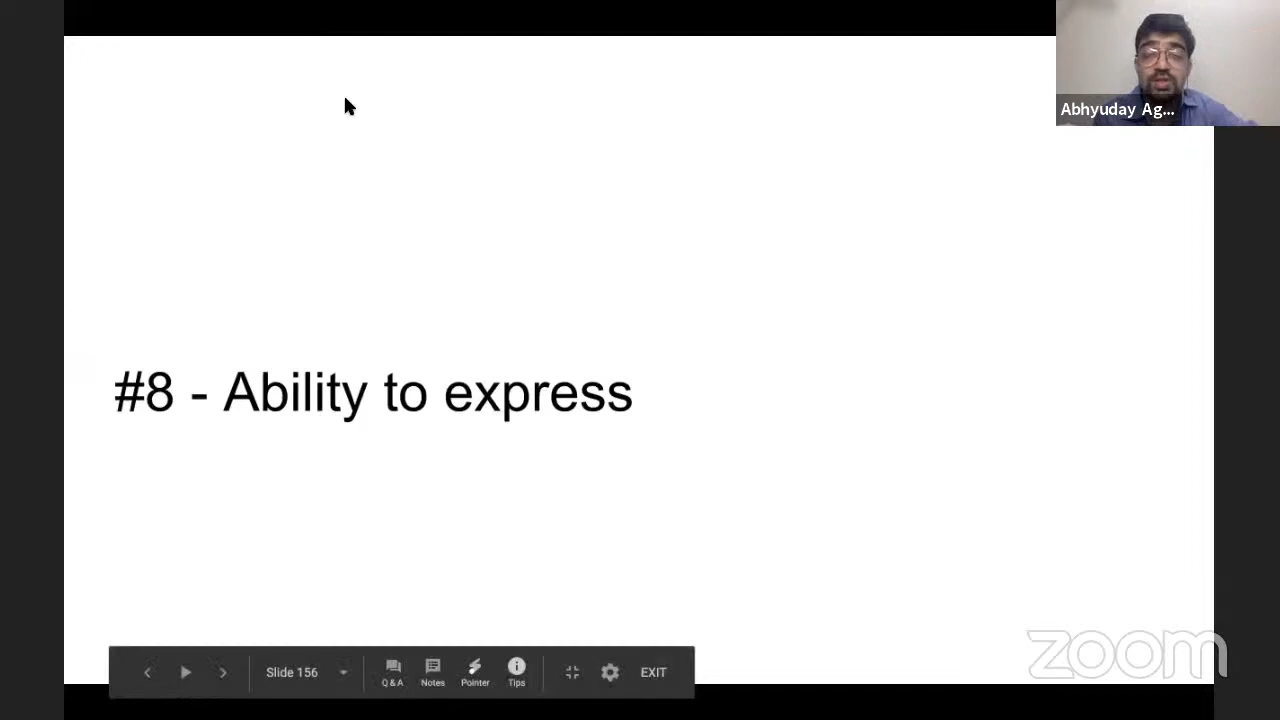 Abhyuday Ag...
#8 - Ability to express
Slide 156
Q & A
Notes
Pointer
Tips
EXIT
zoom